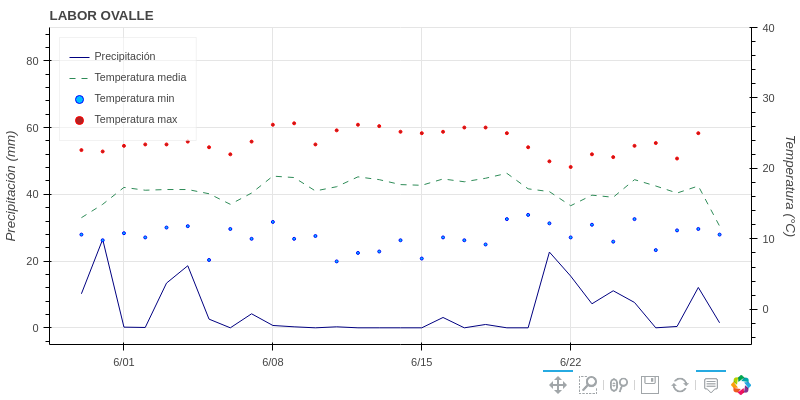 LABOR OVALLE
Precipitación
Temperatura media
Temperatura min
Temperatura max
Precipitación (mm)
80
60
40
20
0
40
30
20
10
0
Temperatura (°C)
6/01
6/08
6/15
6/22